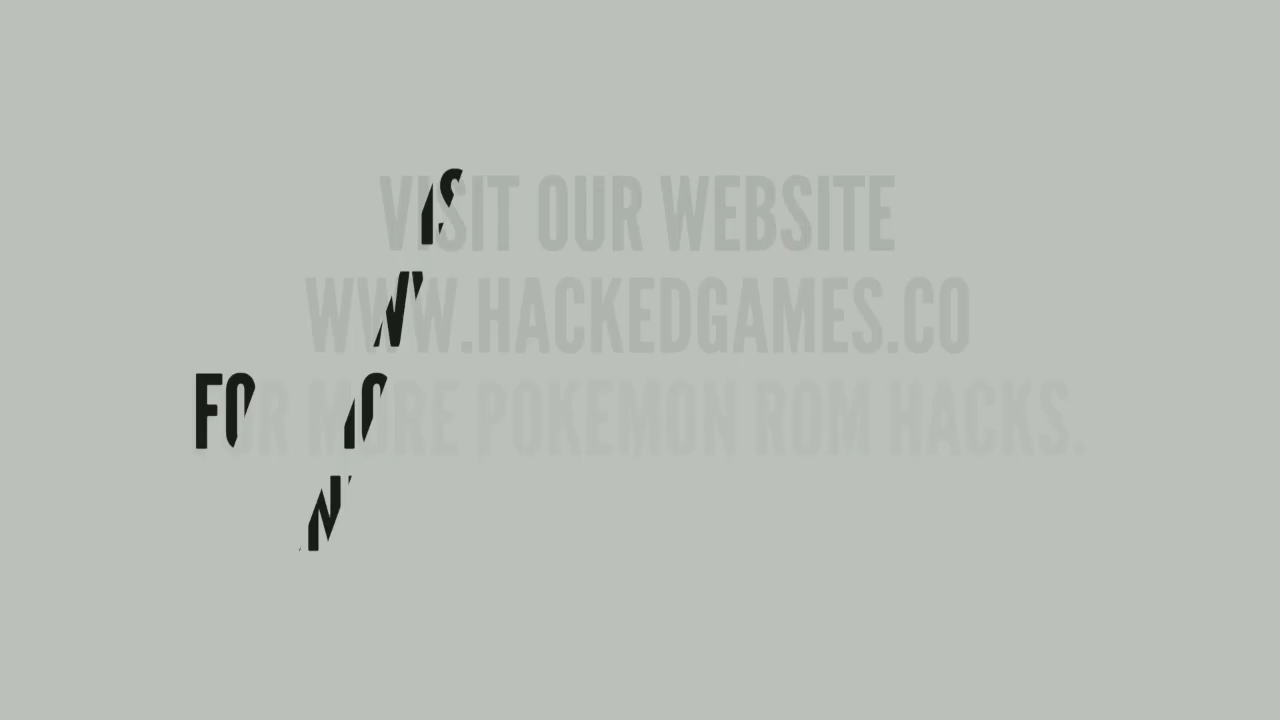 VISIT OUR WEBSITE
WWW.HACKEDGAMES.CO
FOR MORE POKEMON ROM HACKS.